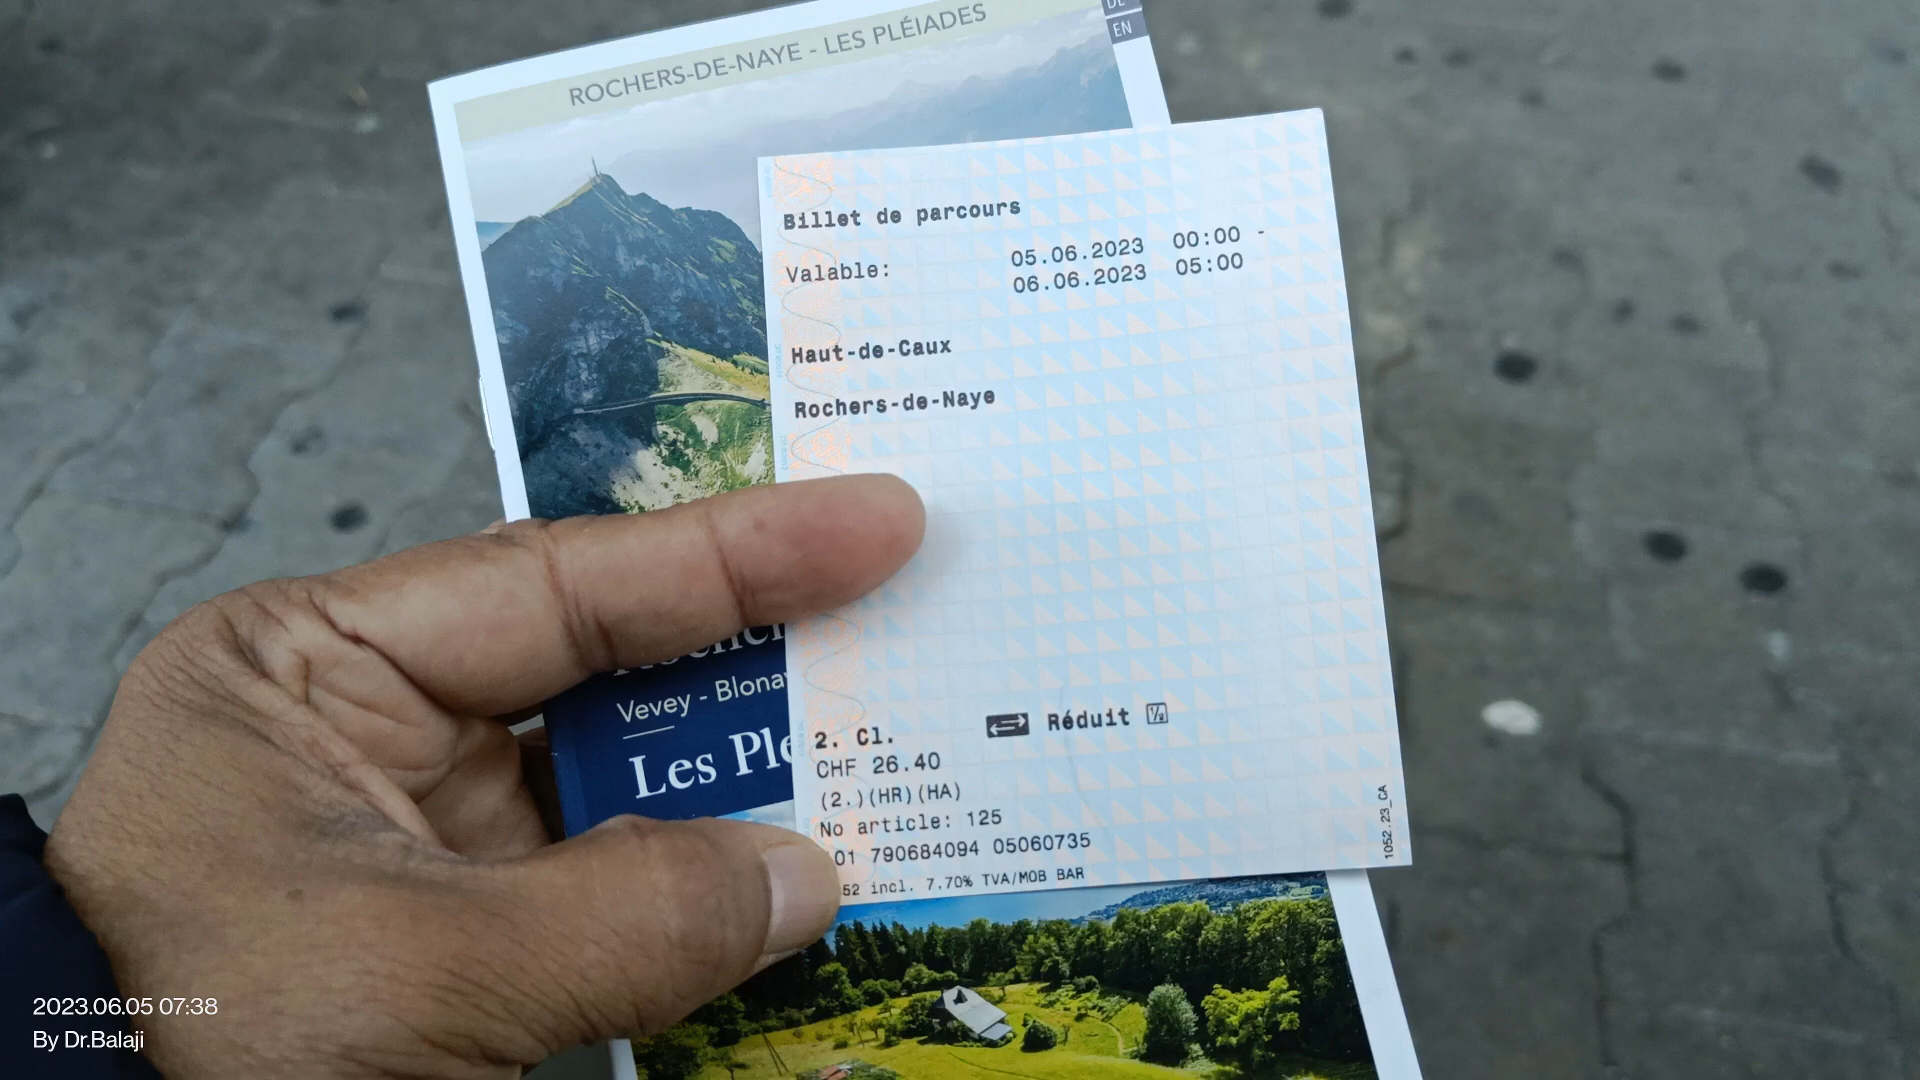 DE
EN
ROCHERS-DE-NAYE - LES PLÉIADES
Billet de parcours
Valable: 05.06.2023 00:00 -
06.06.2023 05:00
Haut-de-Caux
Rochers-de-Naye
Vevey -
Les
2. Cl. Réduit 1/2
CHF 26.40
(2.)(HR)(HA)
No article: 125
01 790684094 05060735
52 incl. 7.70% TVA/MOB BAR
1052.23_CA
2023.06.05 07:38
By Dr.Balaji